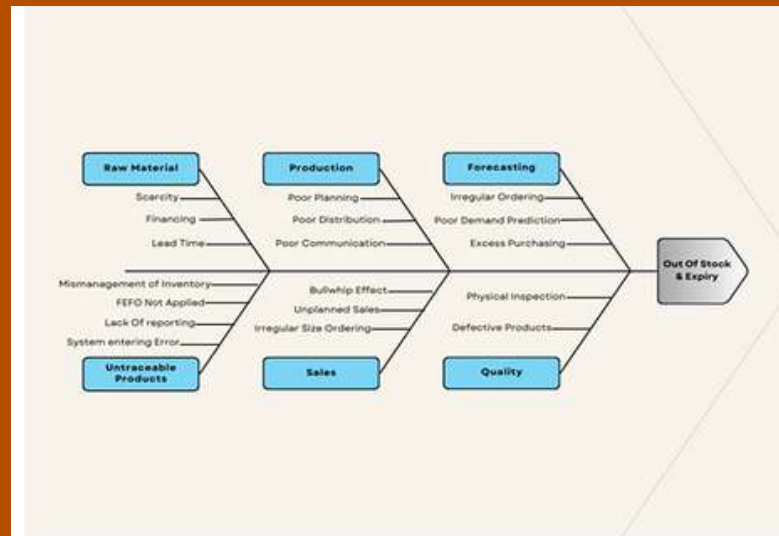 Raw Material
Production
Forecasting
Scarcity
Financing
Lead Time
Poor Planning
Poor Distribution
Poor Communication
Irregular Ordering
Poor Demand Prediction
Excess Purchasing
Out Of Stock
& Expiry
Mismanagement of Inventory
FEFO Not Applied
Lack Of reporting
System entering Error
Bullwhip Effect
Unplanned Sales
Irregular Size Ordering
Physical Inspection
Defective Products
Untraceable
Products
Sales
Quality